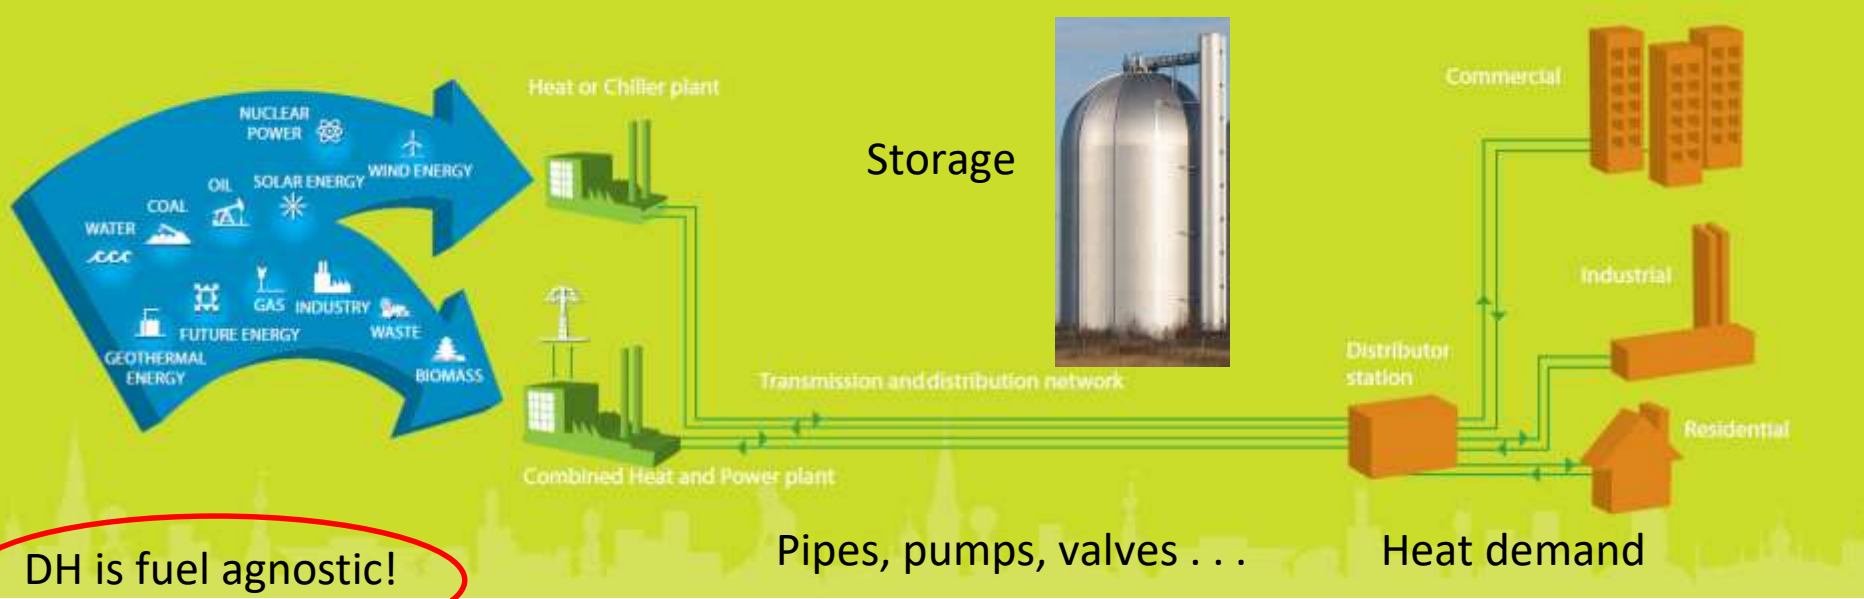 NUCLEAR
POWER
WIND ENERGY
SOLAR ENERGY
OIL
COAL
WATER
GAS
INDUSTRY
FUTURE ENERGY
WASTE
GEOTHERMAL
ENERGY
BIOMASS
Heat or Chiller plant
Combined Heat and Power plant
Storage
Transmission and distribution network
Distributor
station
Commercial
Industrial
Residential
DH is fuel agnostic!
Pipes, pumps, valves . . .
Heat demand